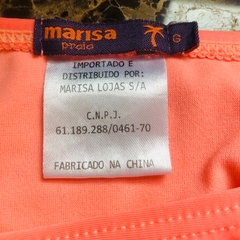 marisa
praia
G
IMPORTADO E
DISTRIBUIDO POR:
MARISA LOJAS S/A
C.N.P.J.
61.189.288/0461-70
FABRICADO NA CHINA